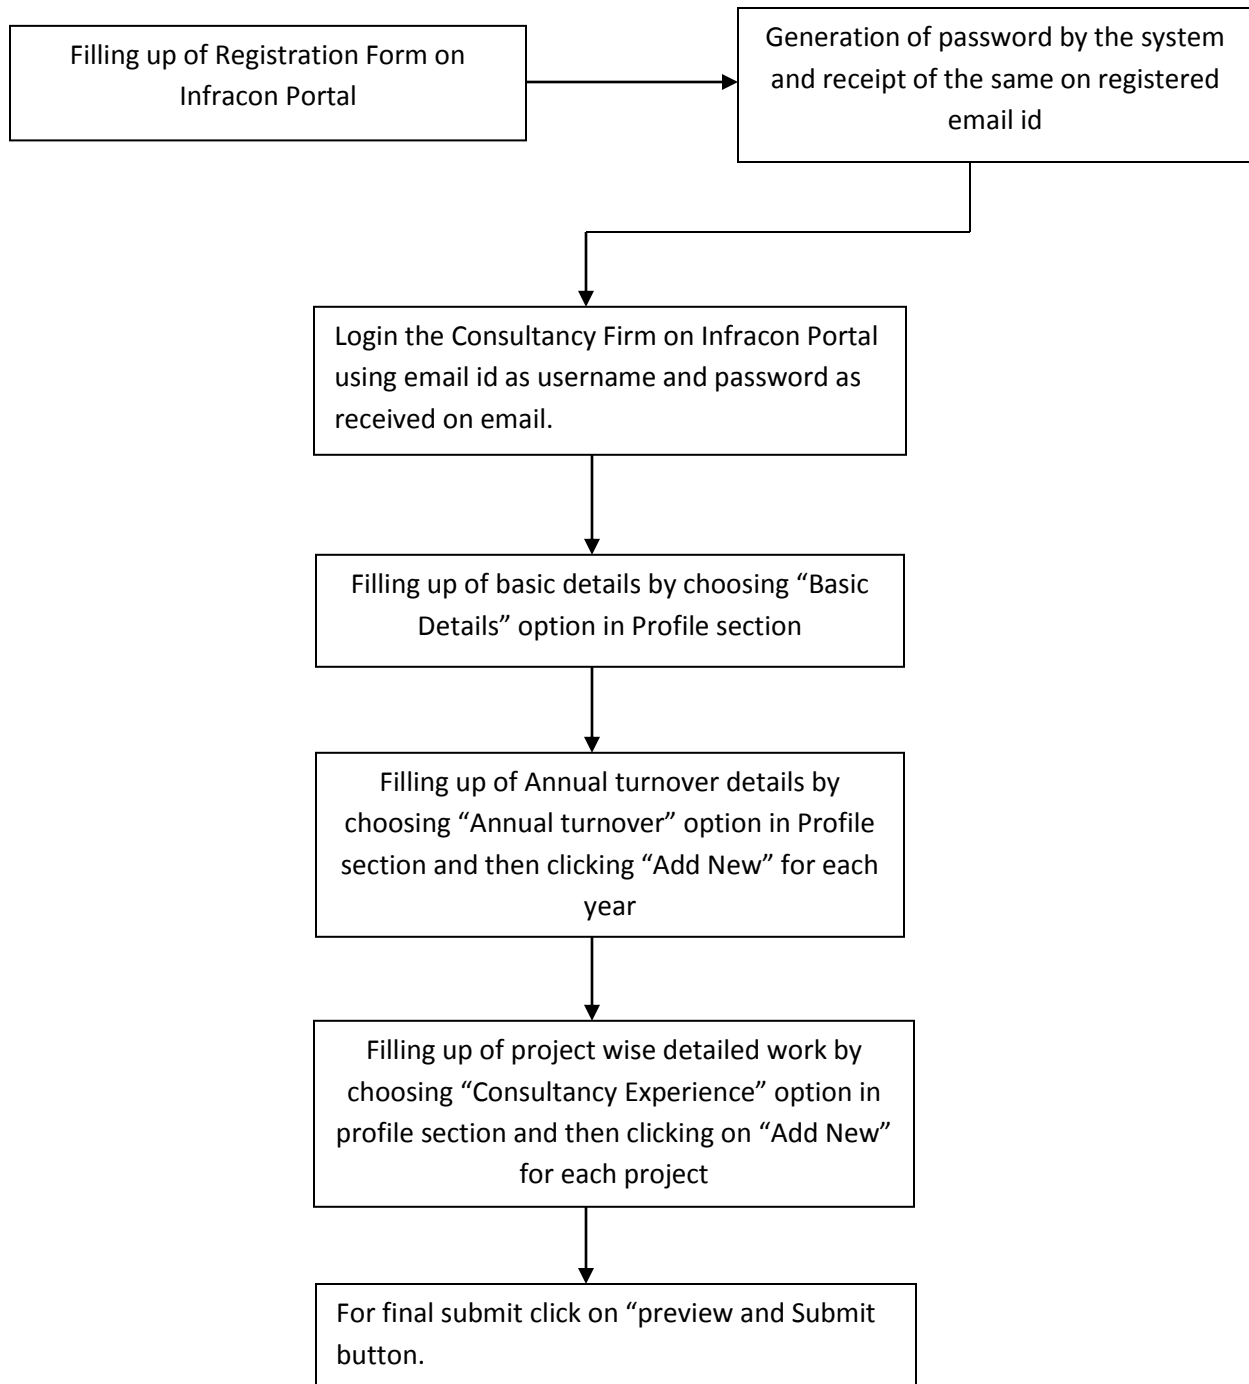 Filling up of Registration Form on
Infracon Portal
Generation of password by the system
and receipt of the same on registered
email id
Login the Consultancy Firm on Infracon Portal
using email id as username and password as
received on email.
Filling up of basic details by choosing “Basic
Details” option in Profile section
Filling up of Annual turnover details by
choosing “Annual turnover” option in Profile
section and then clicking “Add New” for each
year
Filling up of project wise detailed work by
choosing “Consultancy Experience” option in
profile section and then clicking on “Add New”
for each project
For final submit click on “preview and Submit
button.